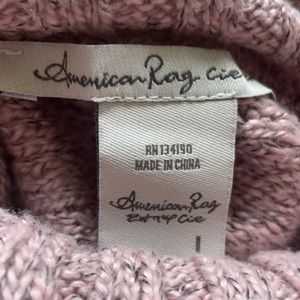 American Rag Cie
RN 134190
MADE IN CHINA
American Rag
Cie